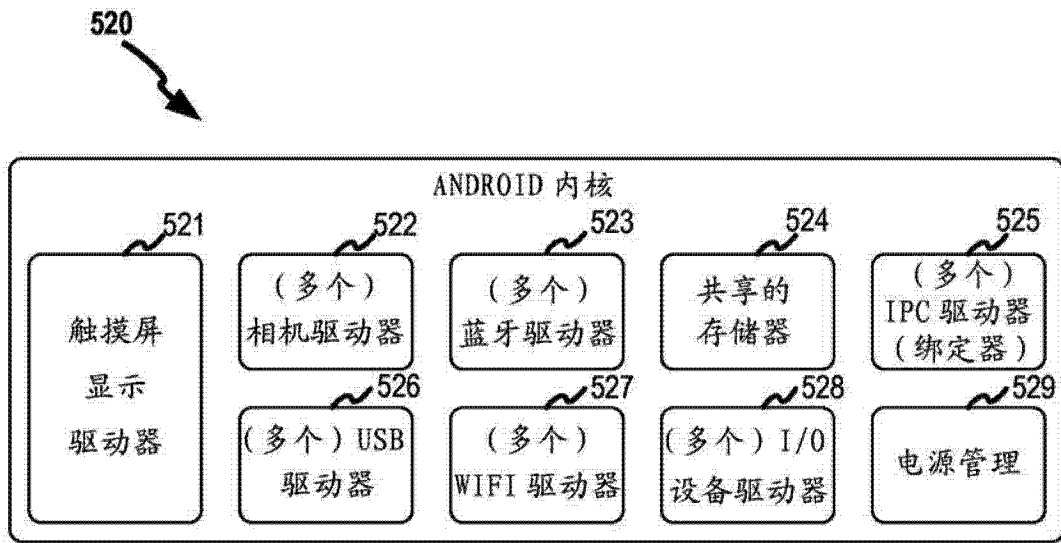 520
ANDROID 内核
521
522
523
524
525
触摸屏
显示
驱动器
(多个)
相机驱动器
(多个)
蓝牙驱动器
共享的
存储器
(多个)
IPC 驱动器
(绑定器)
526
527
528
529
(多个) USB
驱动器
(多个)
WIFI 驱动器
(多个) I/O
设备驱动器
电源管理